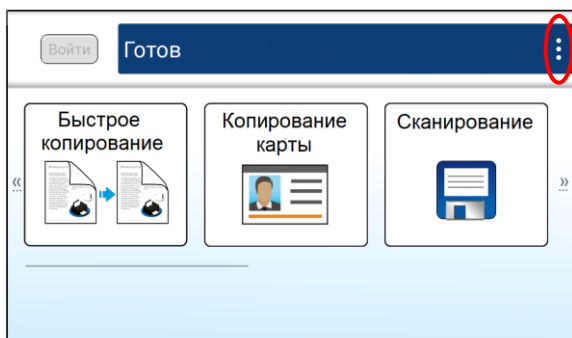 Войти
Готов
Быстрое
копирование
Копирование
карты
Сканирование
«
»